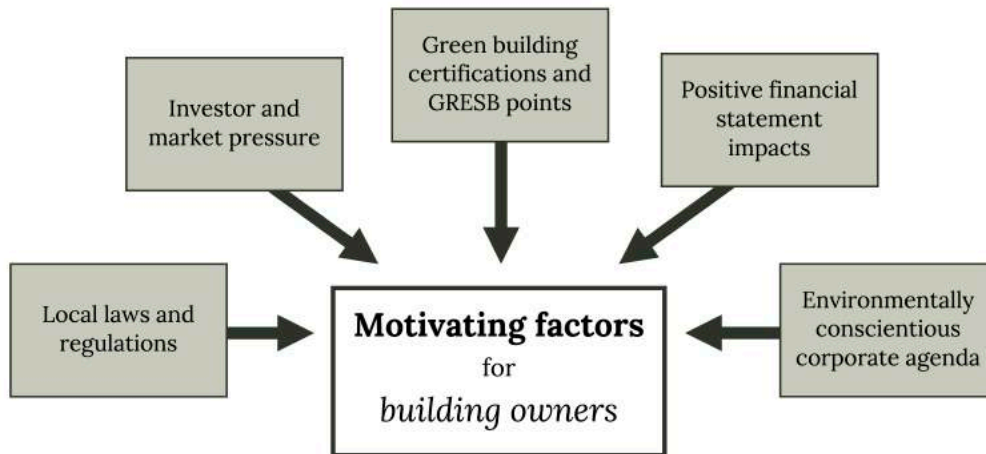 Green building
certifications and
GRESB points
Investor and
market pressure
Positive financial
statement
impacts
Local laws and
regulations
Environmentally
conscientious
corporate agenda
Motivating factors
for
building owners